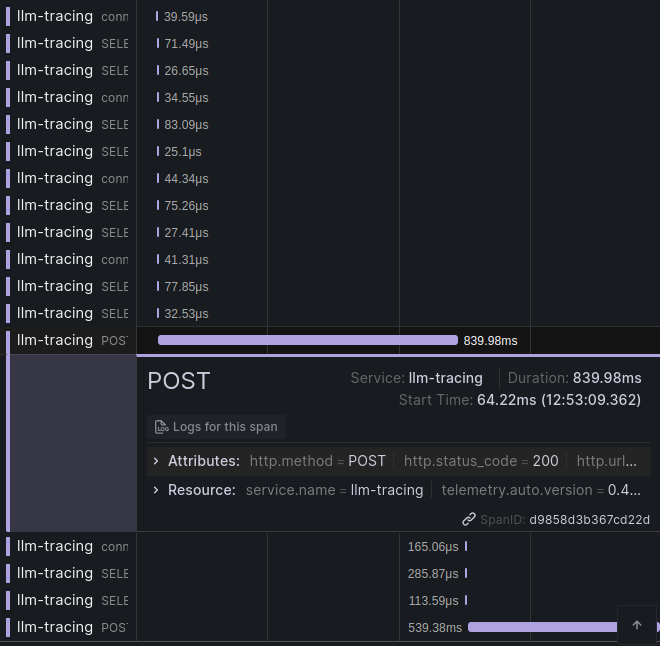 llm-tracing conn 39.59μs
llm-tracing SELE 71.49μs
llm-tracing SELE 26.65μs
llm-tracing conn 34.55μs
llm-tracing SELE 83.09μs
llm-tracing SELE 25.1μs
llm-tracing conn 44.34μs
llm-tracing SELE 75.26μs
llm-tracing SELE 27.41μs
llm-tracing conn 41.31μs
llm-tracing SELE 77.85μs
llm-tracing SELE 32.53μs
llm-tracing POST 839.98ms
POST Service: llm-tracing Duration: 839.98ms
Start Time: 64.22ms (12:53:09.362)
LOG Logs for this span
Attributes: http.method = POST http.status_code = 200 http.url...
Resource: service.name = llm-tracing telemetry.auto.version = 0.4...
SpanID: d9858d3b367cd22d
llm-tracing conn 165.06μs
llm-tracing SELE 285.87μs
llm-tracing SELE 113.59μs
llm-tracing POST 539.38ms